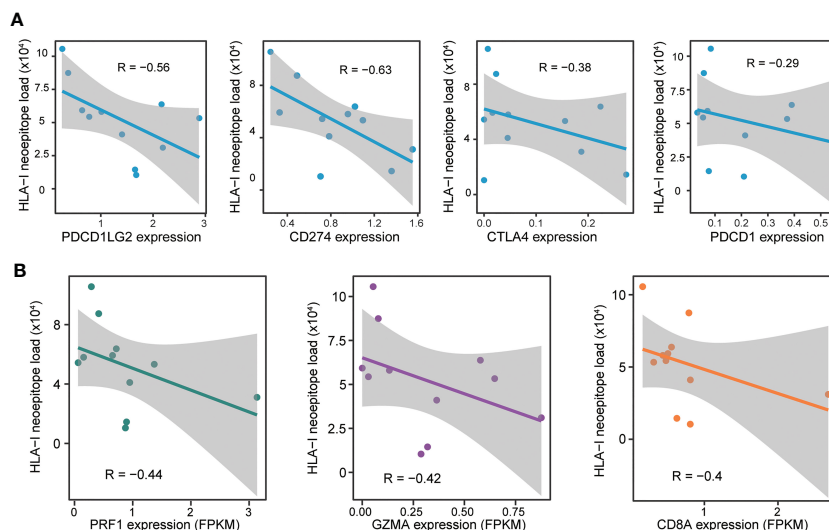 A
HLA−I neoepitope load (x10⁴)
10
7.5
5
2.5
0
R = −0.56
1
2
3
PDCD1LG2 expression
HLA−I neoepitope load (x10⁴)
8
4
0
R = −0.63
0.4
0.8
1.2
1.6
CD274 expression
HLA−I neoepitope load (x10⁴)
10
7.5
5
2.5
0
R = −0.38
0.0
0.1
0.2
CTLA4 expression
HLA−I neoepitope load (x10⁴)
10
7.5
5
2.5
0
R = −0.29
0.1
0.2
0.3
0.4
0.5
PDCD1 expression
B
HLA−I neoepitope load (x10⁴)
8
4
0
R = −0.44
0
1
2
3
PRF1 expression (FPKM)
HLA−I neoepitope load (x10⁴)
10
7.5
5
2.5
0
R = −0.42
0.00
0.25
0.50
0.75
GZMA expression (FPKM)
HLA−I neoepitope load (x10⁴)
10
5
0
R = −0.4
1
2
CD8A expression (FPKM)